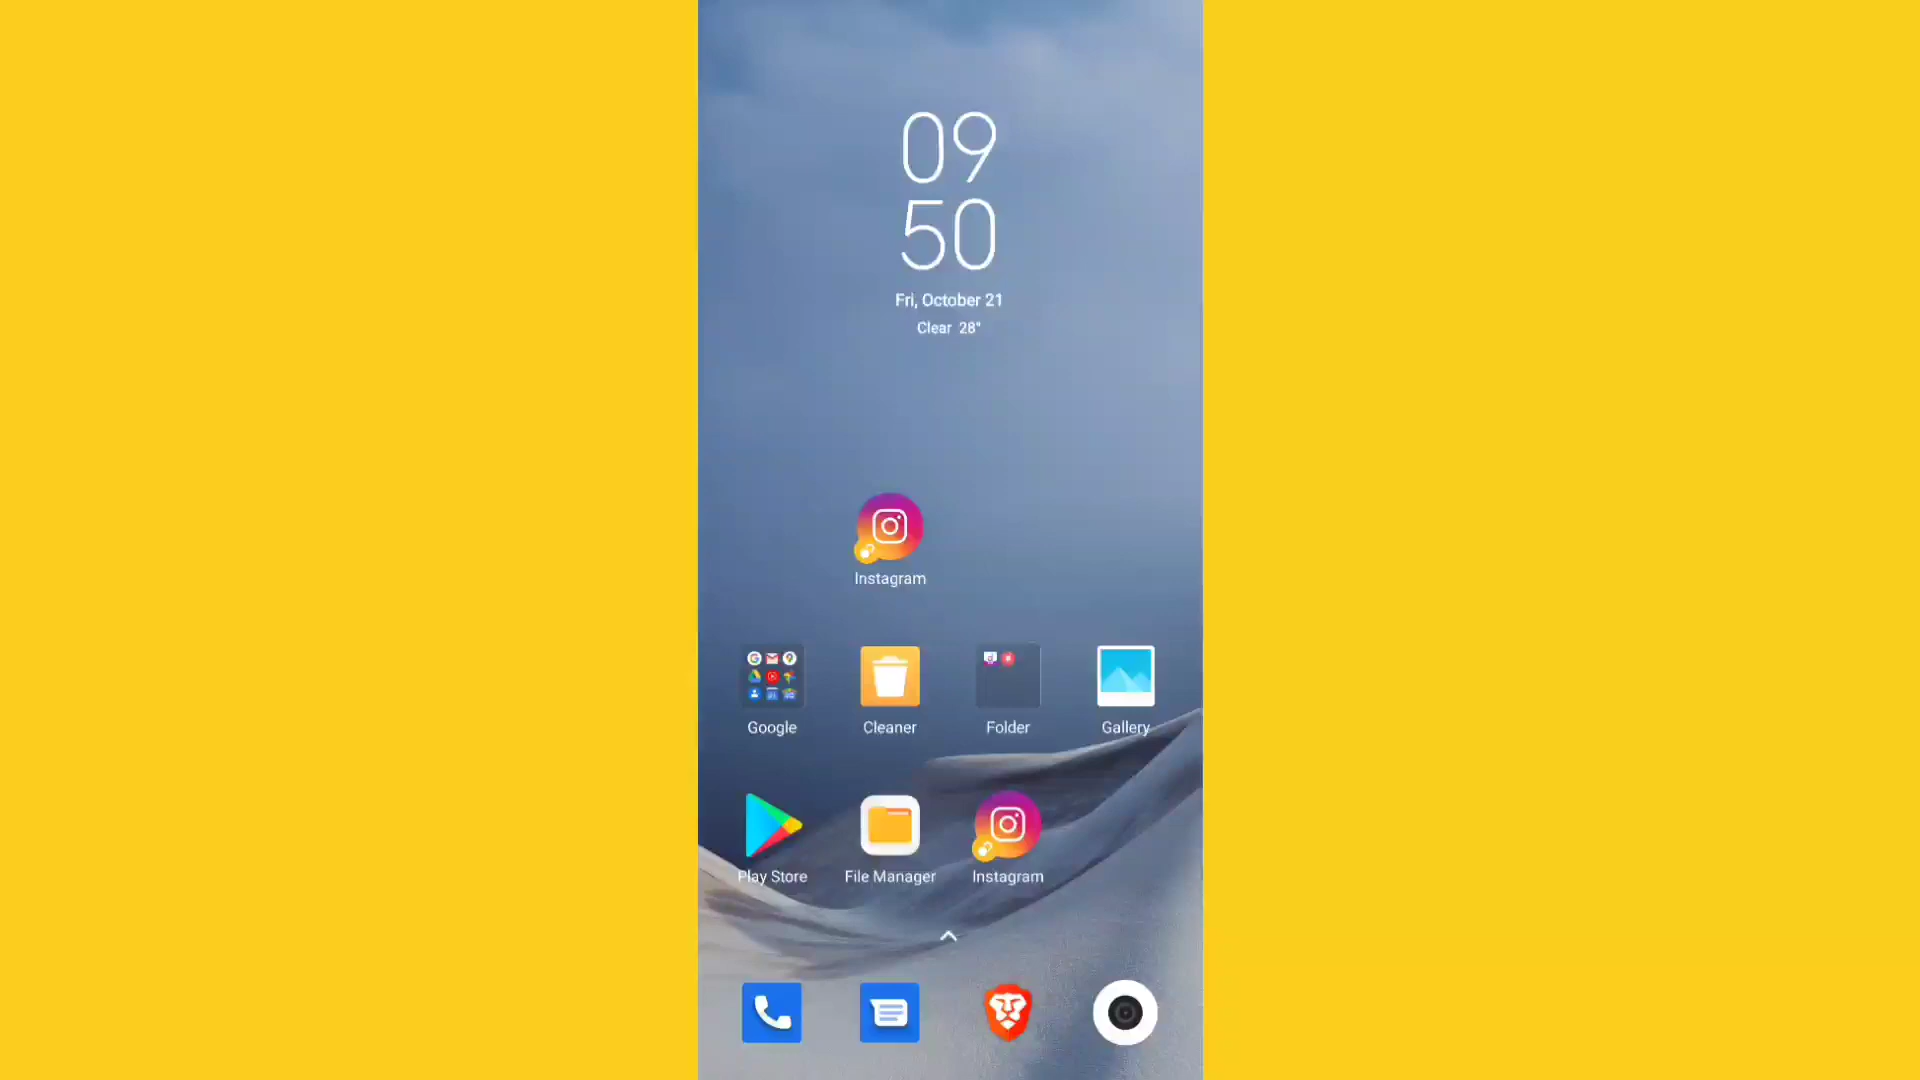 09
50
Fri, October 21
Clear 28°
Instagram
Google
Cleaner
Folder
Gallery
Play Store
File Manager
Instagram